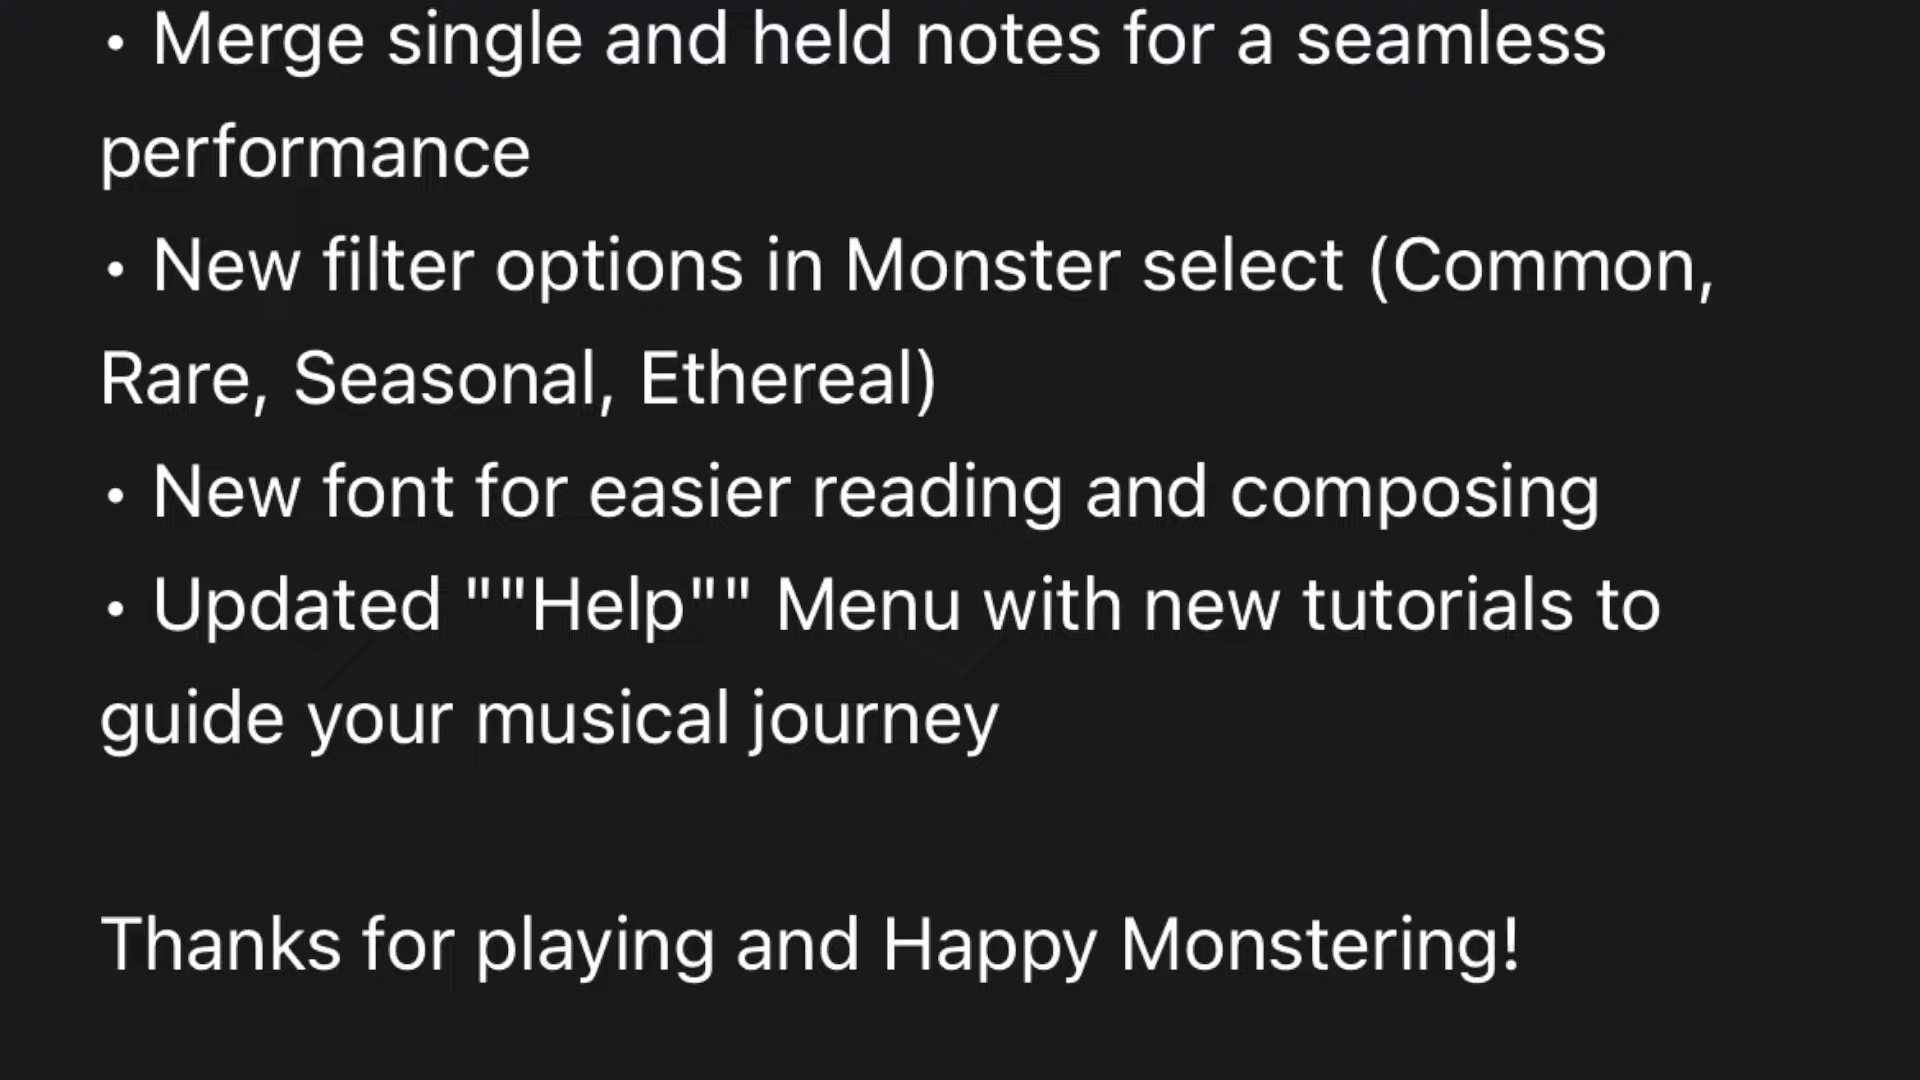 • Merge single and held notes for a seamless
performance
• New filter options in Monster select (Common,
Rare, Seasonal, Ethereal)
• New font for easier reading and composing
• Updated ""Help"" Menu with new tutorials to
guide your musical journey
Thanks for playing and Happy Monstering!